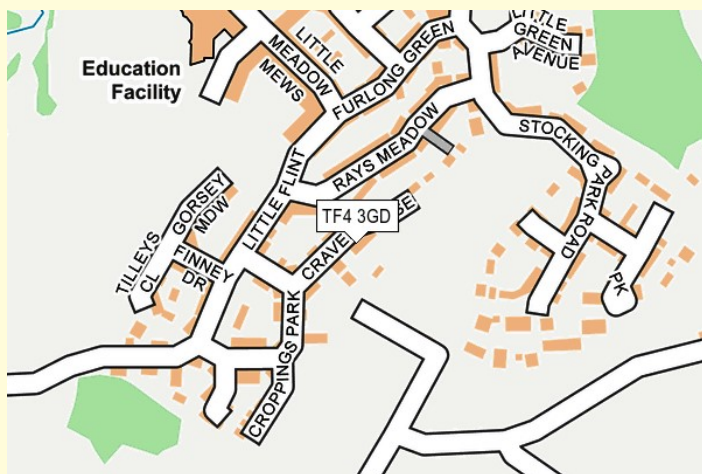 LITTLE
GREEN
AVENUE
Education
Facility
LITTLE
MEADOW
MEWS
FURLONG GREEN
STOCKING PARK ROAD
RAYS MEADOW
LITTLE FLINT
GORSEY
MDW
TF4 3GD
TILLEYS
CL
FINNEY
DR
PK
CROPPINGS PARK